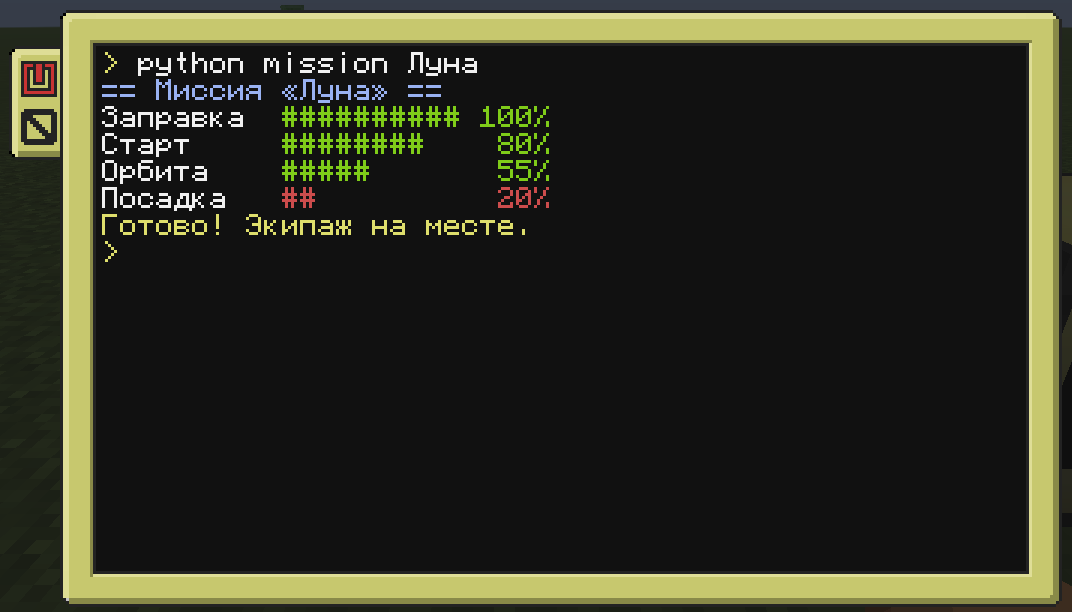 > python mission Луна
== Миссия «Луна» ==
Заправка ########## 100%
Старт ######## 80%
Орбита ##### 55%
Посадка ## 20%
Готово! Экипаж на месте.
>